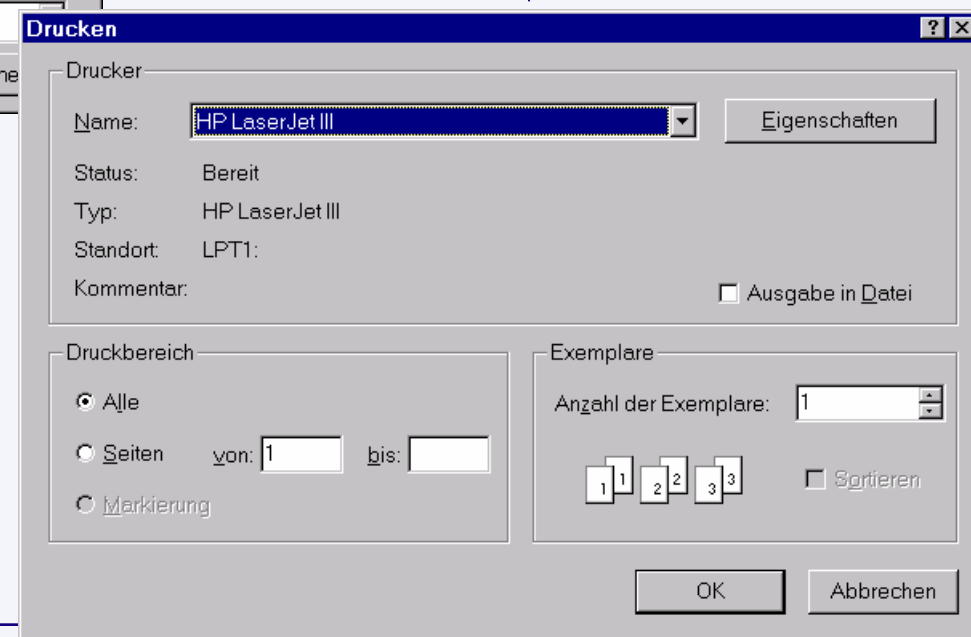 Drucken
Drucker
Name: HP LaserJet III Eigenschaften
Status: Bereit
Typ: HP LaserJet III
Standort: LPT1:
Kommentar:
Ausgabe in Datei
Druckbereich
Alle
Seiten von: 1 bis:
Markierung
Exemplare
Anzahl der Exemplare: 1
1 1 2 2 3 3
Sortieren
OK Abbrechen